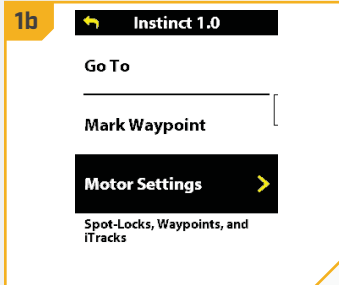 1b
Instinct 1.0
Go To
Mark Waypoint
Motor Settings
Spot-Locks, Waypoints, and
iTracks